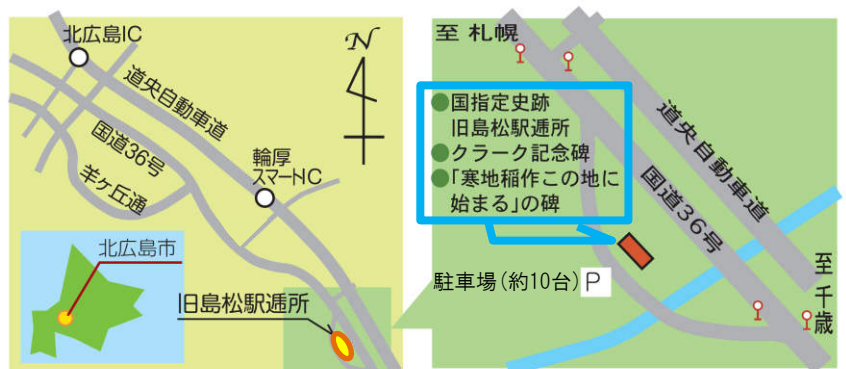 北広島IC
道央自動車道
国道36号
羊ヶ丘通
輪厚
スマートIC
N
北広島市
旧島松駅逓所
至 札幌
●国指定史跡
旧島松駅逓所
●クラーク記念碑
●「寒地稲作この地に
始まる」の碑
道央自動車道
国道36号
駐車場(約10台) P
至 千歳